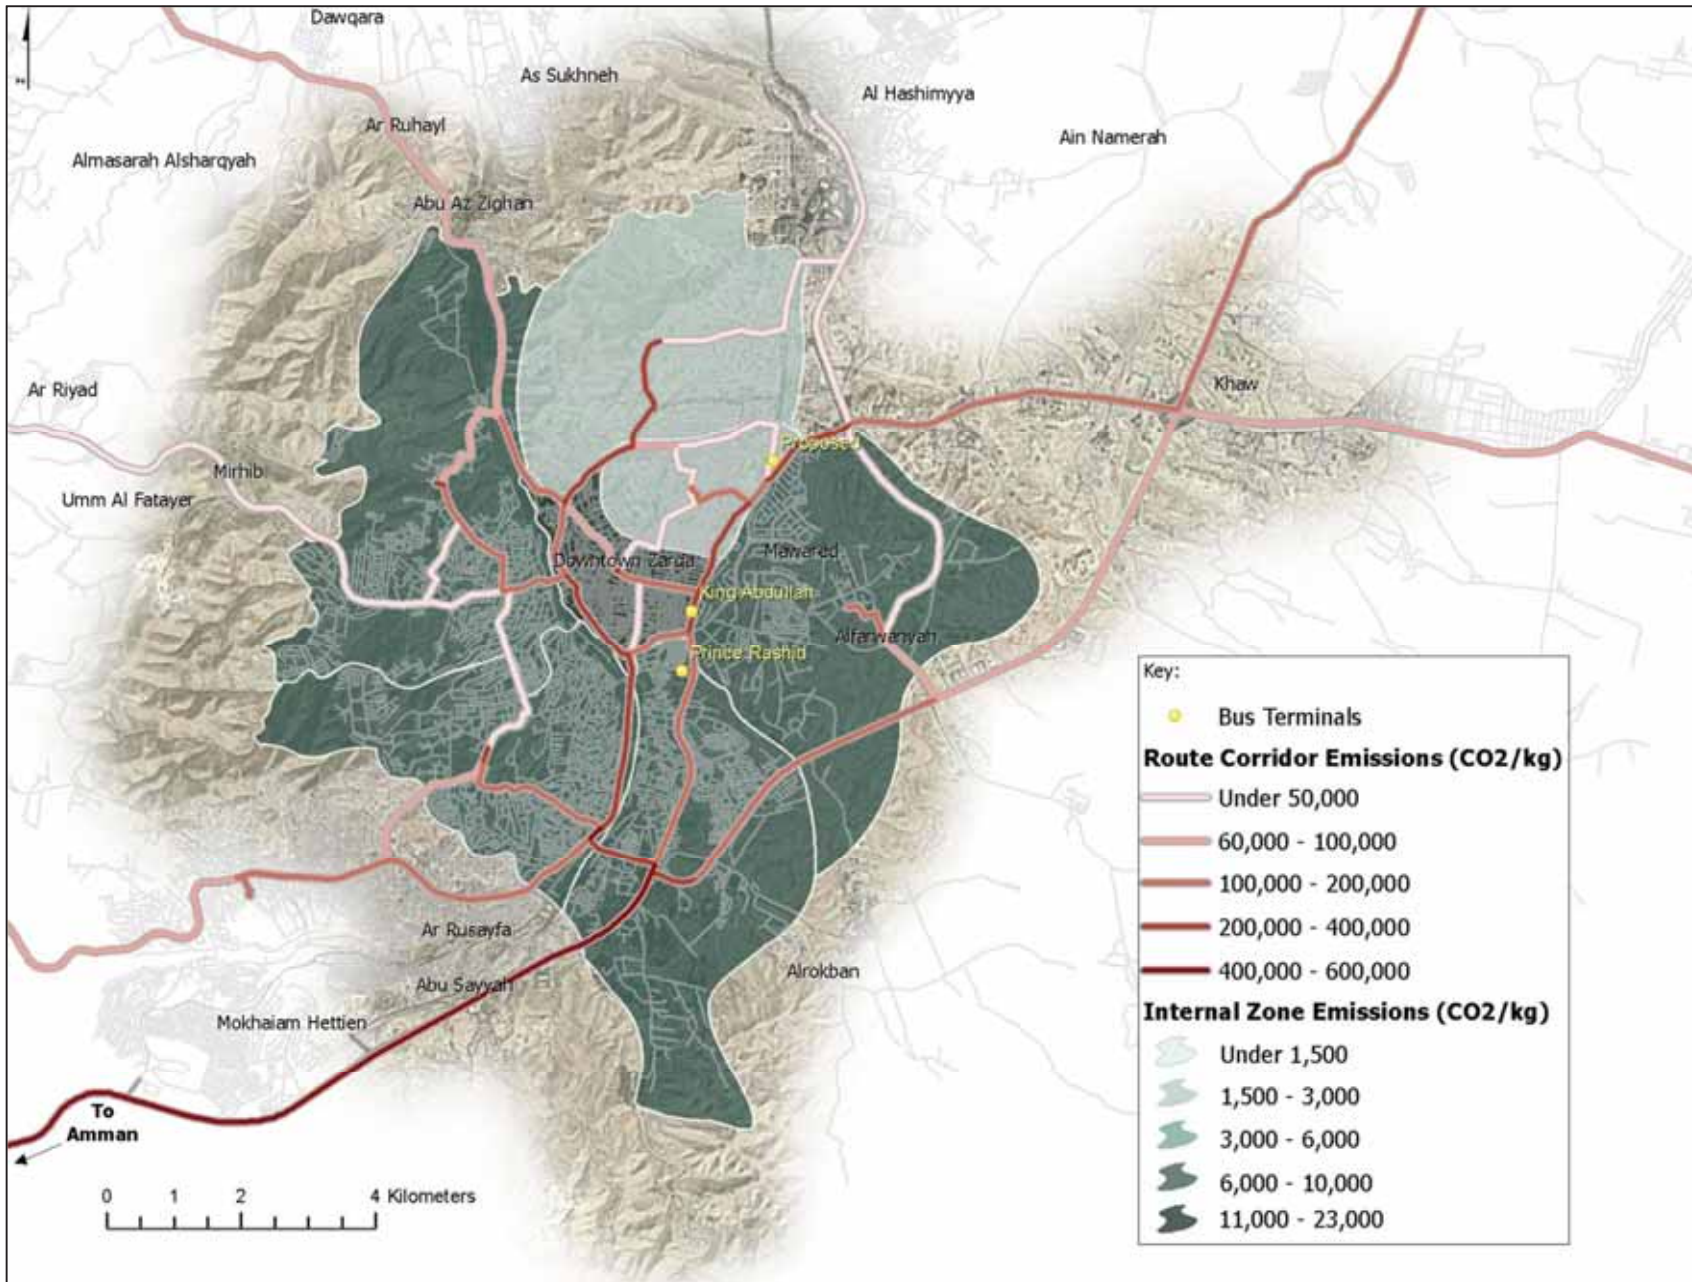 Dawqara
As Sukhneh
Al Hashimyya
Ar Ruhayl
Ain Namerah
Almasarah Alsharqyah
Abu Az Zighan
Ar Riyad
Khaw
Proposed
Mirhib
Umm Al Fatayer
Mawared
Downtown Zarqa
King Abdullah
Alfarwanyah
Prince Rashid
Ar Rusayfa
Abu Sayyah
Alrokban
Mokhaiam Hettien
To
Amman
0 1 2 4 Kilometers
Key:
Bus Terminals
Route Corridor Emissions (CO2/kg)
Under 50,000
60,000 - 100,000
100,000 - 200,000
200,000 - 400,000
400,000 - 600,000
Internal Zone Emissions (CO2/kg)
Under 1,500
1,500 - 3,000
3,000 - 6,000
6,000 - 10,000
11,000 - 23,000